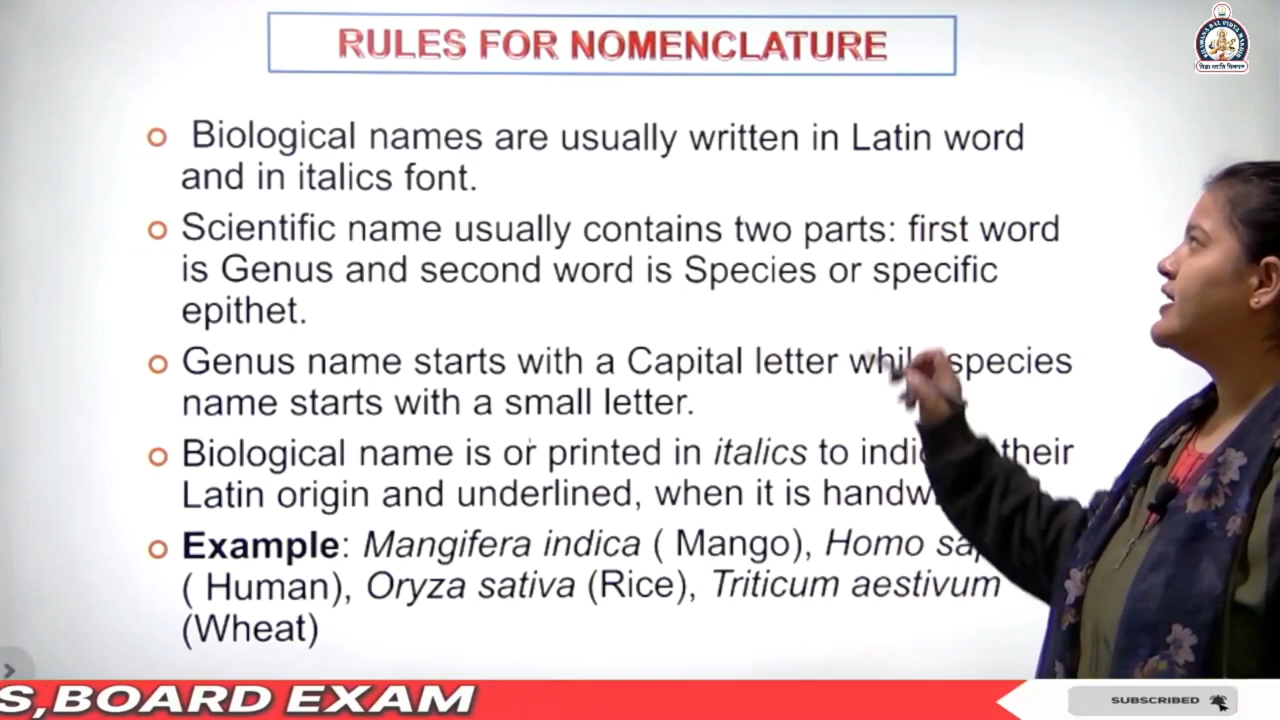 RULES FOR NOMENCLATURE
Biological names are usually written in Latin word
and in italics font.
Scientific name usually contains two parts: first word
is Genus and second word is Species or specific
epithet.
Genus name starts with a Capital letter species
name starts with a small letter.
Biological name is or printed in italics to their
Latin origin and underlined, when it is
Example: Mangifera indica ( Mango), Homo
( Human), Oryza sativa (Rice), Triticum aestivum
(Wheat)
S,BOARD EXAM
SUBSCRIBED